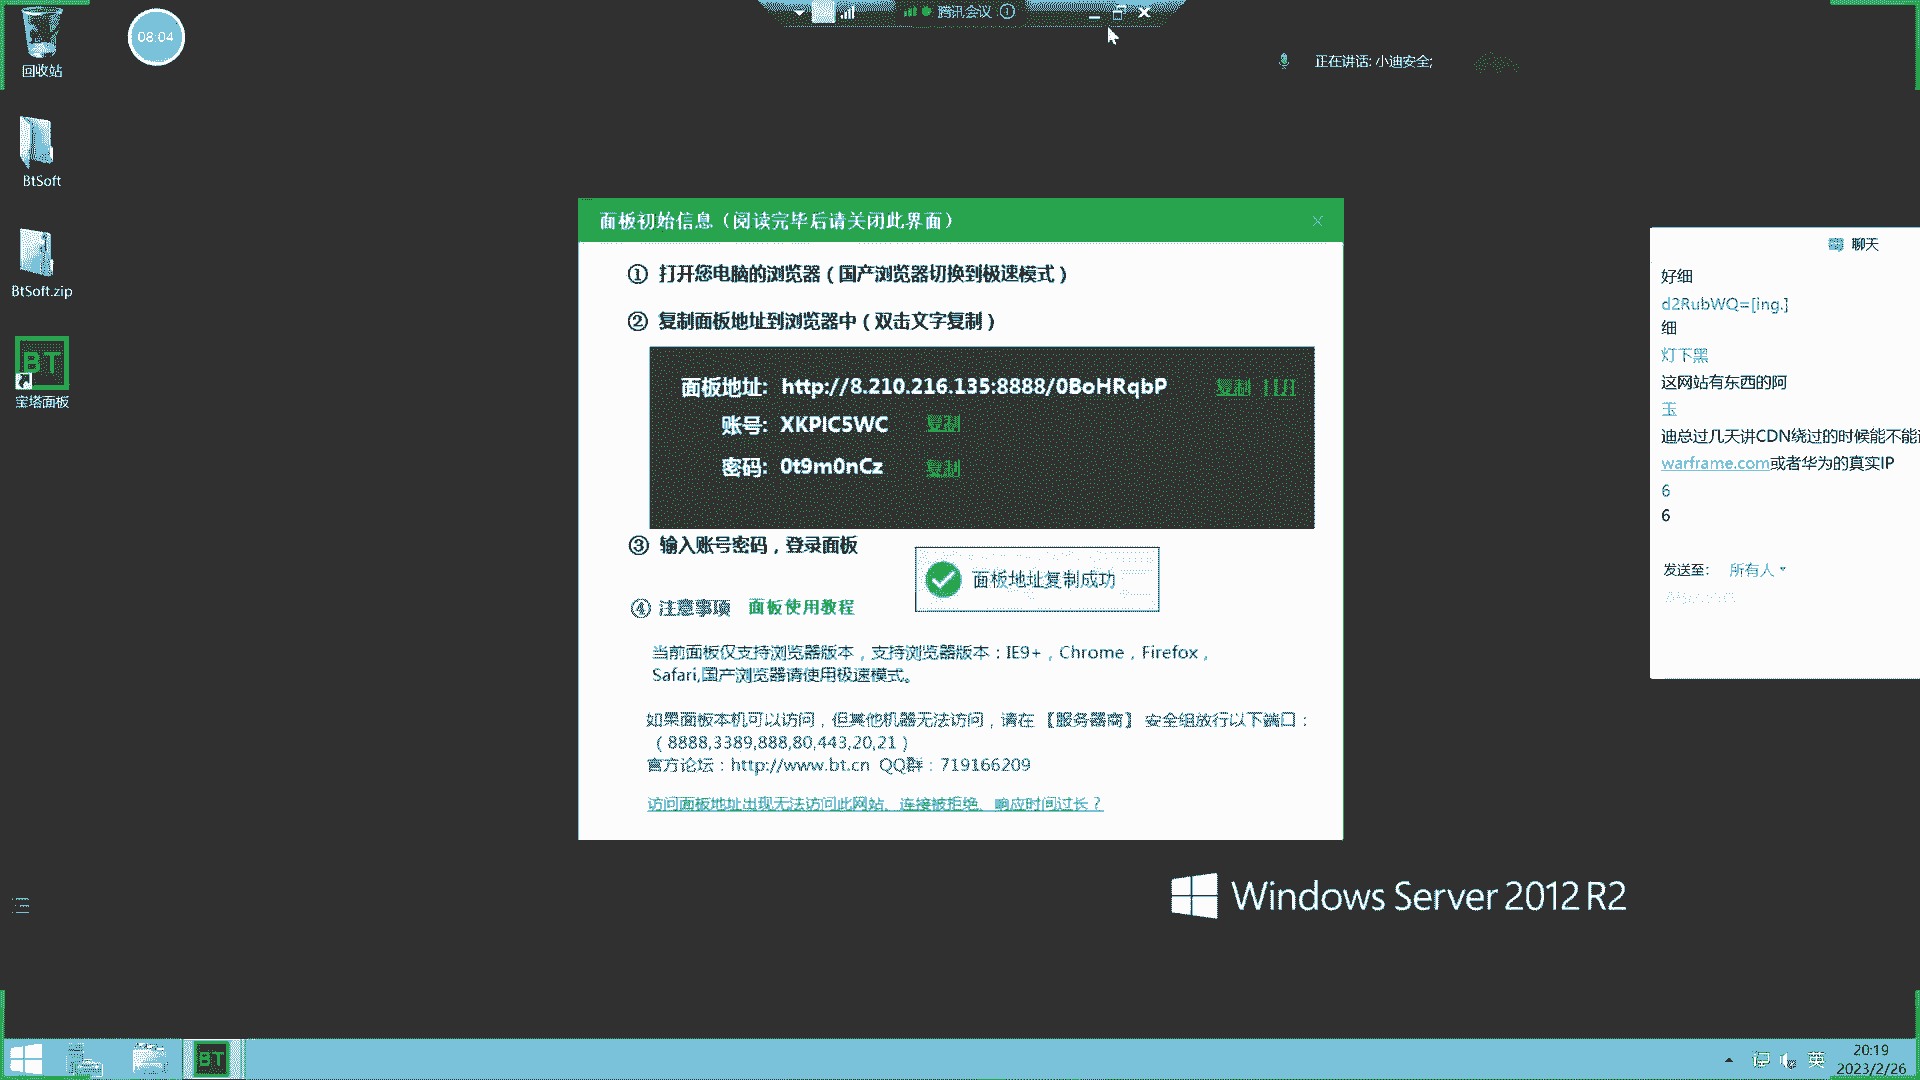 回收站
08:04
BtSoft
BtSoft.zip
BT
宝塔面板
腾讯会议
正在讲话: 小迪安全;
面板初始信息（阅读完毕后请关闭此界面）
① 打开您电脑的浏览器（国产浏览器切换到极速模式）
② 复制面板地址到浏览器中（双击文字复制）
面板地址: http://8.210.216.135:8888/0BoHRqbP 复制
账号: XKPIC5WC 复制
密码: 0t9m0nCz 复制
③ 输入账号密码，登录面板
面板地址复制成功
④ 注意事项 面板使用教程
当前面板仅支持浏览器版本，支持浏览器版本：IE9+，Chrome，Firefox，
Safari,国产浏览器请使用极速模式。
如果面板本机可以访问，但其他机器无法访问，请在 【服务器商】 安全组放行以下端口：
（8888,3389,888,80,443,20,21）
官方论坛：http://www.bt.cn QQ群：719166209
访问面板地址出现无法访问此网站、连接被拒绝、响应时间过长？
聊天
好细
d2RubWQ=[ing.]
细
灯下黑
这网站有东西的阿
玉
迪总过几天讲CDN绕过的时候能不能
warframe.com或者华为的真实IP
6
6
发送至: 所有人
Windows Server 2012 R2
BT
英
20:19
2023/2/26